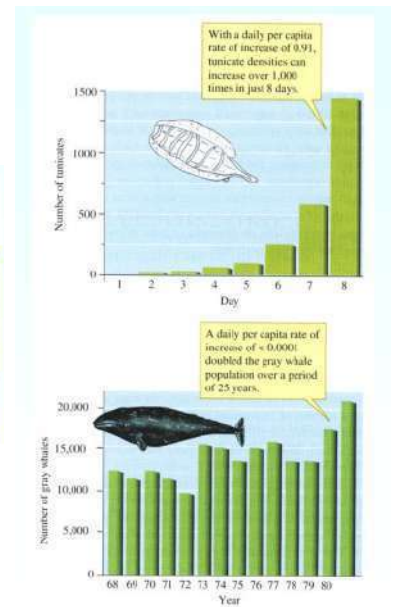 With a daily per capita
rate of increase of 0.91,
tunicate densities can
increase over 1,000
times in just 8 days.
1500
1000
500
0
Number of tunicates
1 2 3 4 5 6 7 8
Day
A daily per capita rate of
increase of < 0.0001
doubled the gray whale
population over a period
of 25 years.
20,000
15,000
10,000
5,000
0
Number of gray whales
68 69 70 71 72 73 74 75 76 77 78 79 80
Year